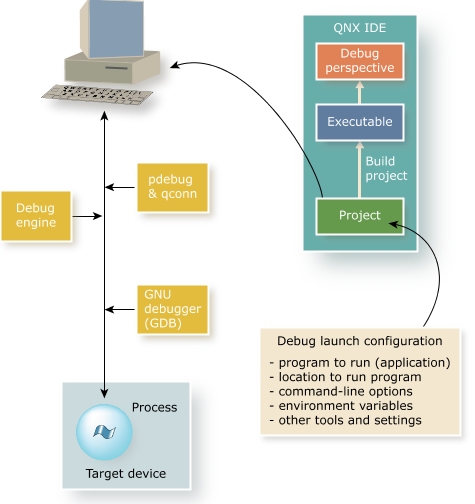 QNX IDE
Debug
perspective
Executable
Build
project
Project
pdebug
& qconn
Debug
engine
GNU
debugger
(GDB)
Debug launch configuration
- program to run (application)
- location to run program
- command-line options
- environment variables
- other tools and settings
Process
Target device